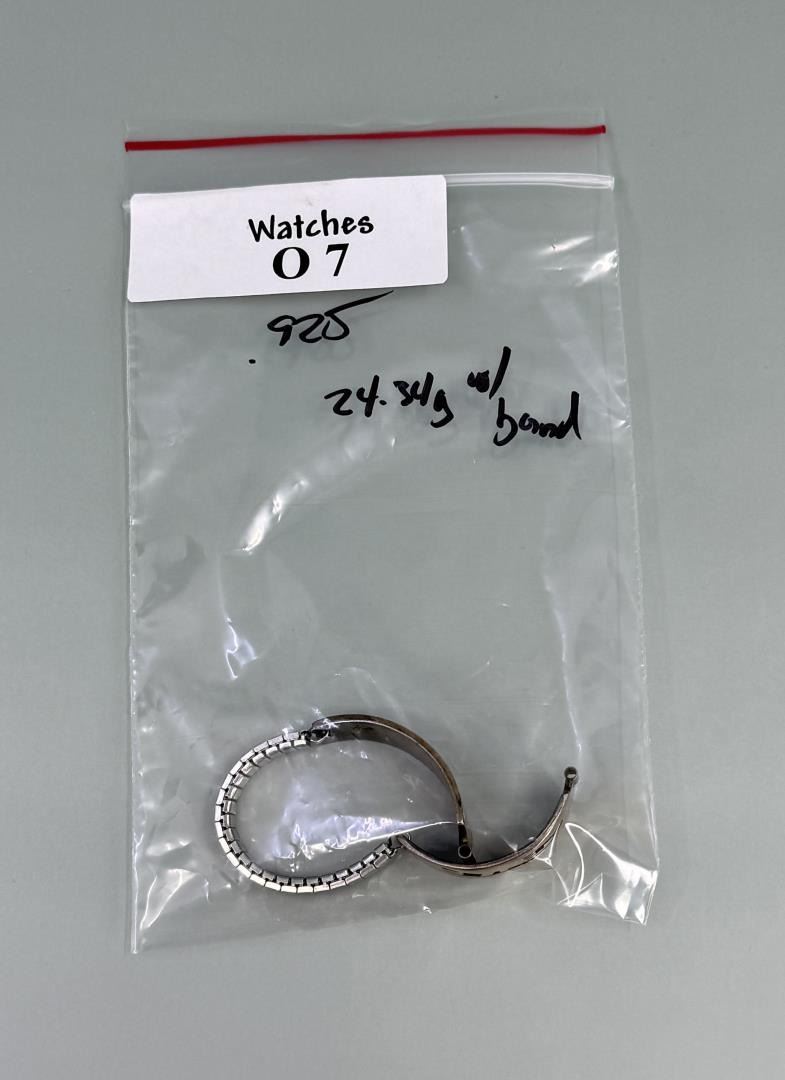 Watches
O 7
.925
24.34g w/
band